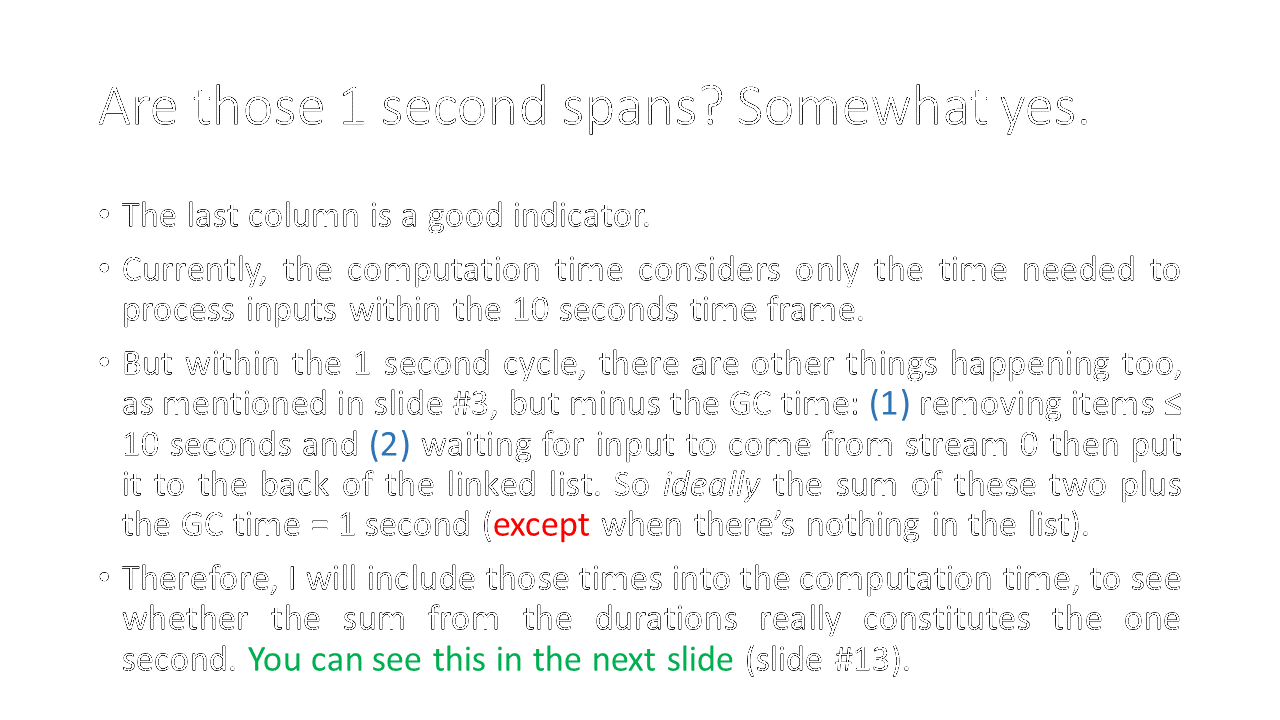 Are those 1 second spans? Somewhat yes.
• The last column is a good indicator.
• Currently, the computation time considers only the time needed to
process inputs within the 10 seconds time frame.
• But within the 1 second cycle, there are other things happening too,
as mentioned in slide #3, but minus the GC time: (1) removing items ≤
10 seconds and (2) waiting for input to come from stream 0 then put
it to the back of the linked list. So ideally the sum of these two plus
the GC time = 1 second (except when there’s nothing in the list).
• Therefore, I will include those times into the computation time, to see
whether the sum from the durations really constitutes the one
second. You can see this in the next slide (slide #13).